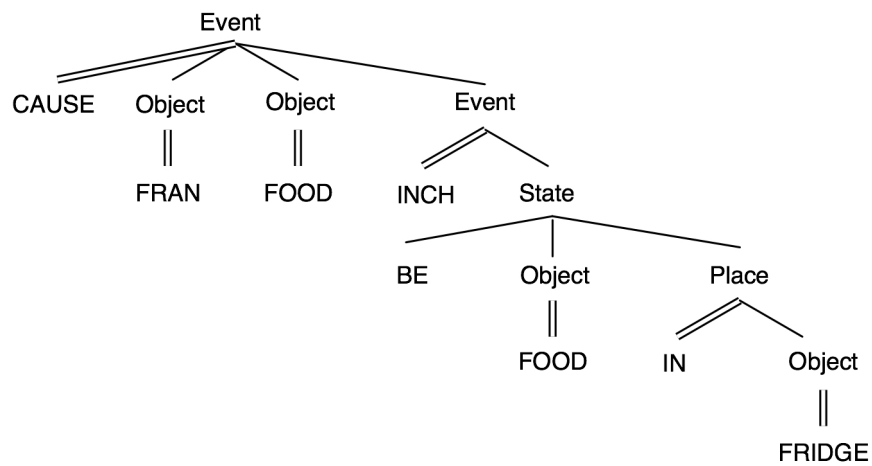 Event
CAUSE Object Object Event
FRAN FOOD INCH State
BE Object Place
FOOD IN Object
FRIDGE